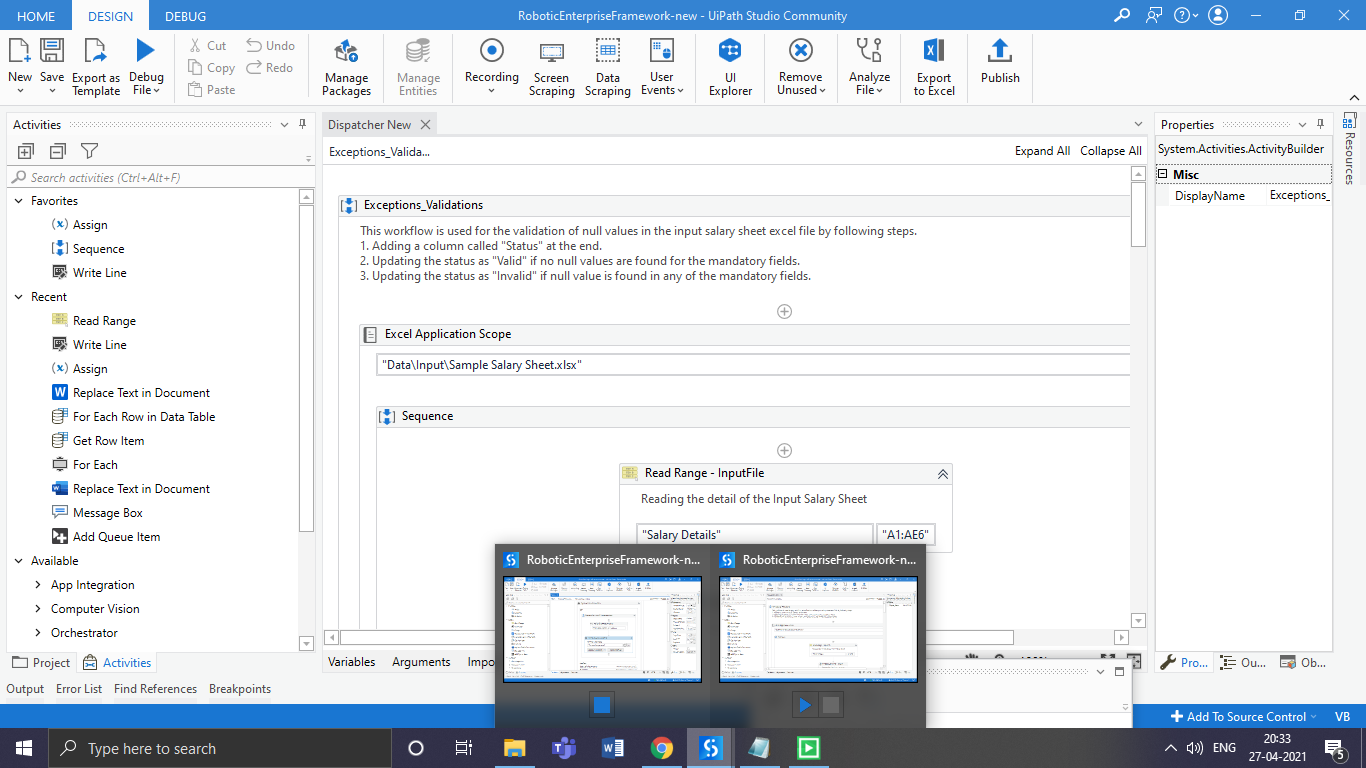 HOME DESIGN DEBUG RoboticEnterpriseFramework-new - UiPath Studio Community
New Save Export as Template Debug File
Cut Copy Paste Undo Redo
Manage Packages Manage Entities Recording Screen Scraping Data Scraping User Events UI Explorer Remove Unused Analyze File Export to Excel Publish
Activities
Search activities (Ctrl+Alt+F)
Favorites
Assign
Sequence
Write Line
Recent
Read Range
Write Line
Assign
Replace Text in Document
For Each Row in Data Table
Get Row Item
For Each
Replace Text in Document
Message Box
Add Queue Item
Available
App Integration
Computer Vision
Orchestrator
Project Activities
Dispatcher New
Exceptions_Valida... Expand All Collapse All
Exceptions_Validations
This workflow is used for the validation of null values in the input salary sheet excel file by following steps.
1. Adding a column called "Status" at the end.
2. Updating the status as "Valid" if no null values are found for the mandatory fields.
3. Updating the status as "Invalid" if null value is found in any of the mandatory fields.
Excel Application Scope
"Data\Input\Sample Salary Sheet.xlsx"
Sequence
Read Range - InputFile
Reading the detail of the Input Salary Sheet
"Salary Details" "A1:AE6"
RoboticEnterpriseFramework-n... RoboticEnterpriseFramework-n...
Variables Arguments Impo
Properties
System.Activities.ActivityBuilder
Misc
DisplayName Exceptions_
Resources
Pro... Ou... Ob...
Output Error List Find References Breakpoints
Add To Source Control VB
Type here to search
ENG
20:33
27-04-2021
5